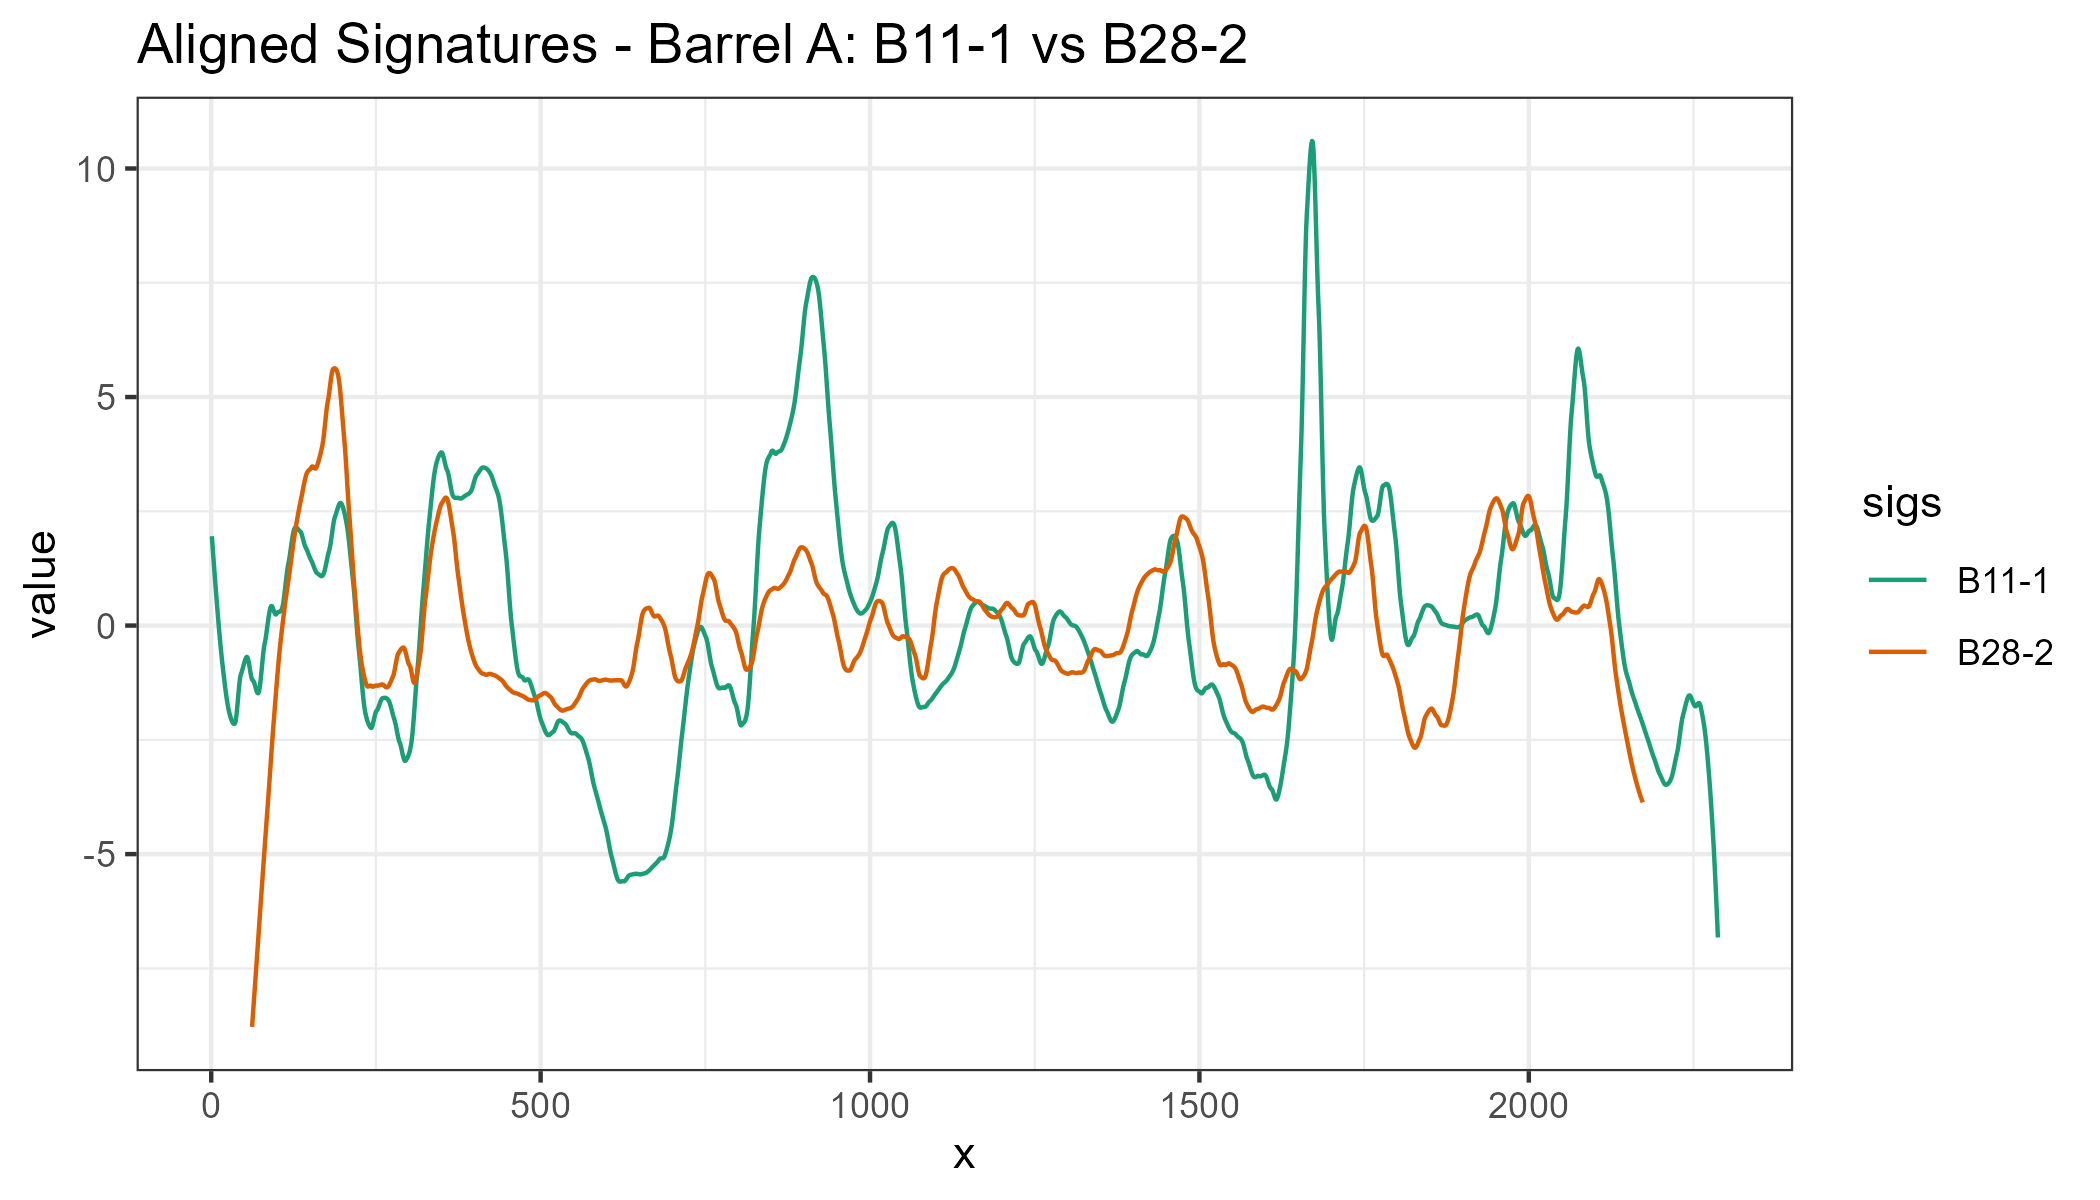 Aligned Signatures - Barrel A: B11-1 vs B28-2
value
10
5
0
-5
0 500 1000 1500 2000
x
sigs
B11-1
B28-2